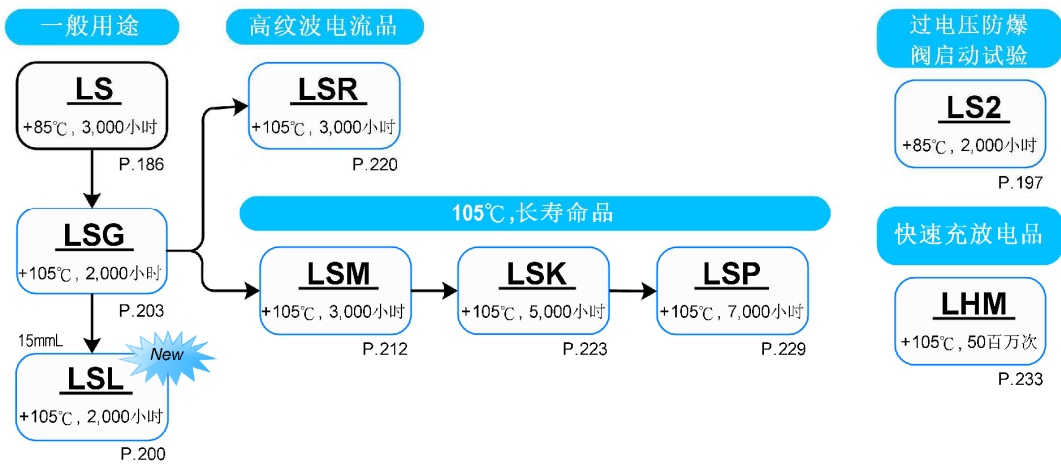 一般用途
LS
+85℃, 3,000小时
P.186
LSG
+105℃, 2,000小时
P.203
15mmL
New
LSL
+105℃, 2,000小时
P.200
高纹波电流品
LSR
+105℃, 3,000小时
P.220
105℃,长寿命品
LSM
+105℃, 3,000小时
P.212
LSK
+105℃, 5,000小时
P.223
LSP
+105℃, 7,000小时
P.229
过电压防爆
阀启动试验
LS2
+85℃, 2,000小时
P.197
快速充放电品
LHM
+105℃, 50百万次
P.233